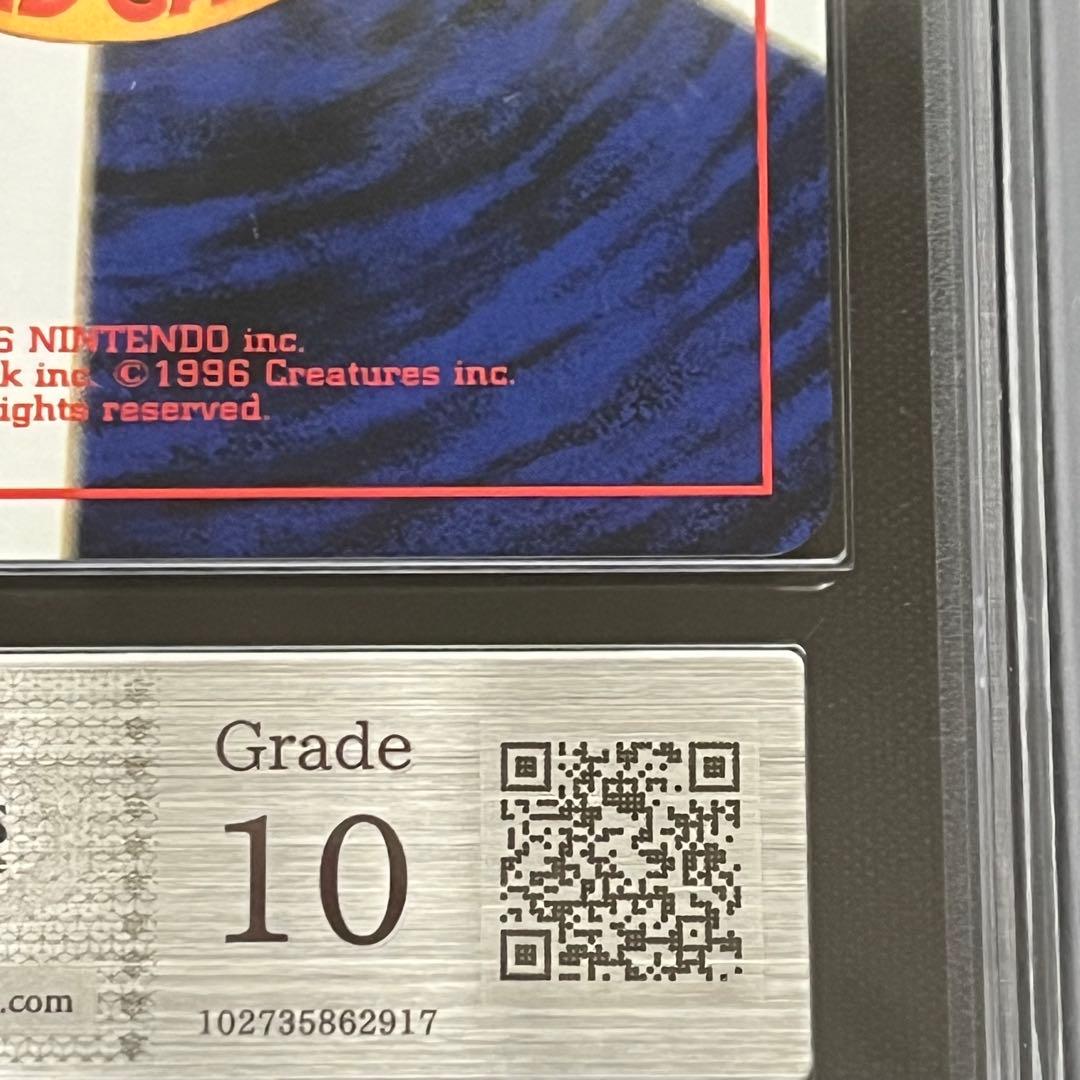 6 NINTENDO inc.
k inc. ©1996 Creatures inc.
ights reserved.
Grade
10
s
.com
102735862917